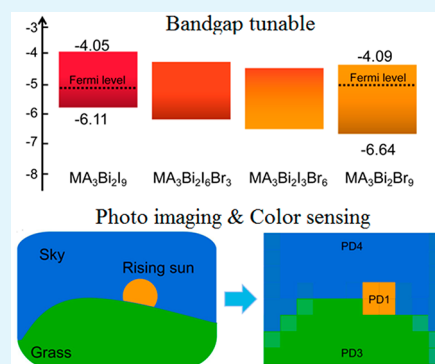 Bandgap tunable
-3
-4
-5
-6
-7
-8
-4.05
Fermi level
-6.11
-4.09
Fermi level
-6.64
MA₃Bi₂I₉ MA₃Bi₂I₆Br₃ MA₃Bi₂I₃Br₆ MA₃Bi₂Br₉
Photo imaging & Color sensing
Sky
Rising sun
Grass
PD4
PD1
PD3